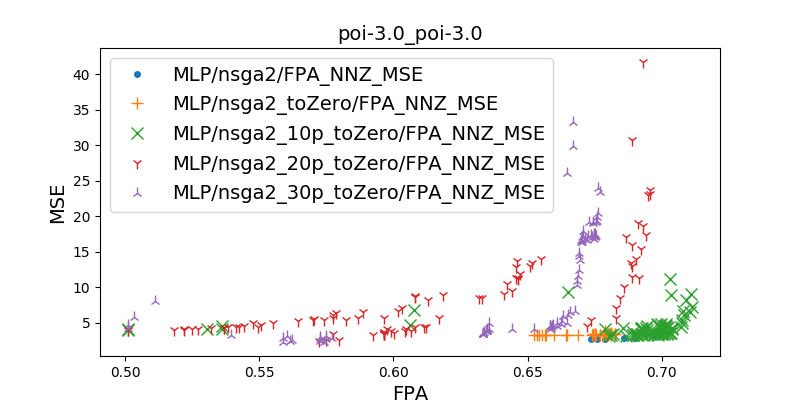 poi-3.0_poi-3.0
MLP/nsga2/FPA_NNZ_MSE
MLP/nsga2_toZero/FPA_NNZ_MSE
MLP/nsga2_10p_toZero/FPA_NNZ_MSE
MLP/nsga2_20p_toZero/FPA_NNZ_MSE
MLP/nsga2_30p_toZero/FPA_NNZ_MSE
MSE
40
35
30
25
20
15
10
5
0.50 0.55 0.60 0.65 0.70
FPA